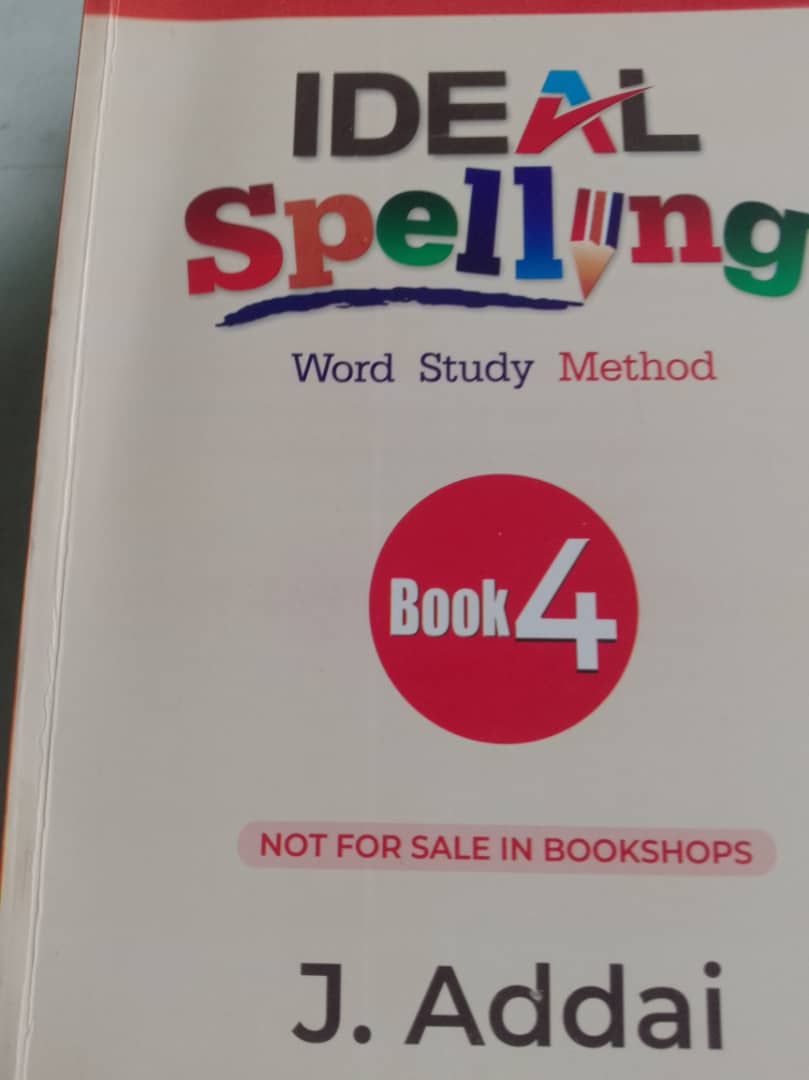 IDEAL
Spelling
Word Study Method
Book 4
NOT FOR SALE IN BOOKSHOPS
J. Addai